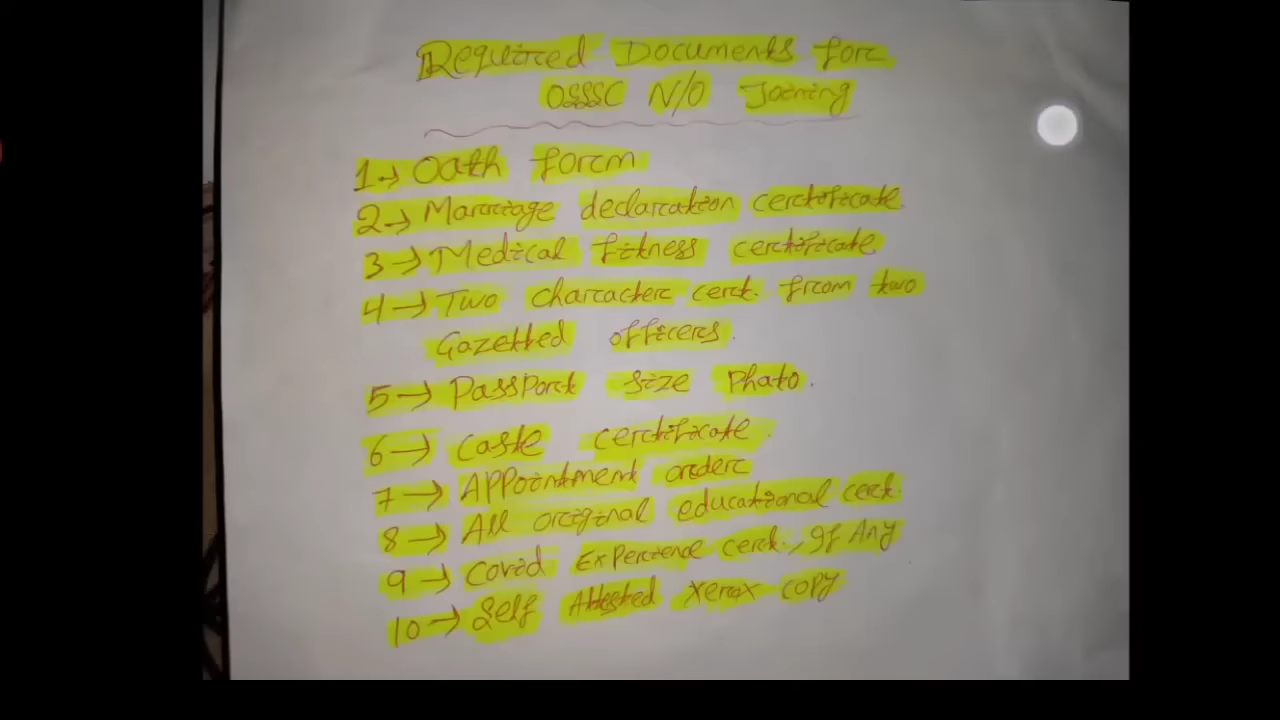 Required Documents for
OSSSC N/O Joining
1→ Oath form
2→ Marriage declaration certificate
3→ Medical fitness certificate
4→ Two character cert. from two
Gazetted officers.
5→ Passport size Photo.
6→ Caste certificate.
7→ Appointment order
8→ All original educational cert.
9→ Covid Experience cert., If Any
10→ Self Attested Xerox copy